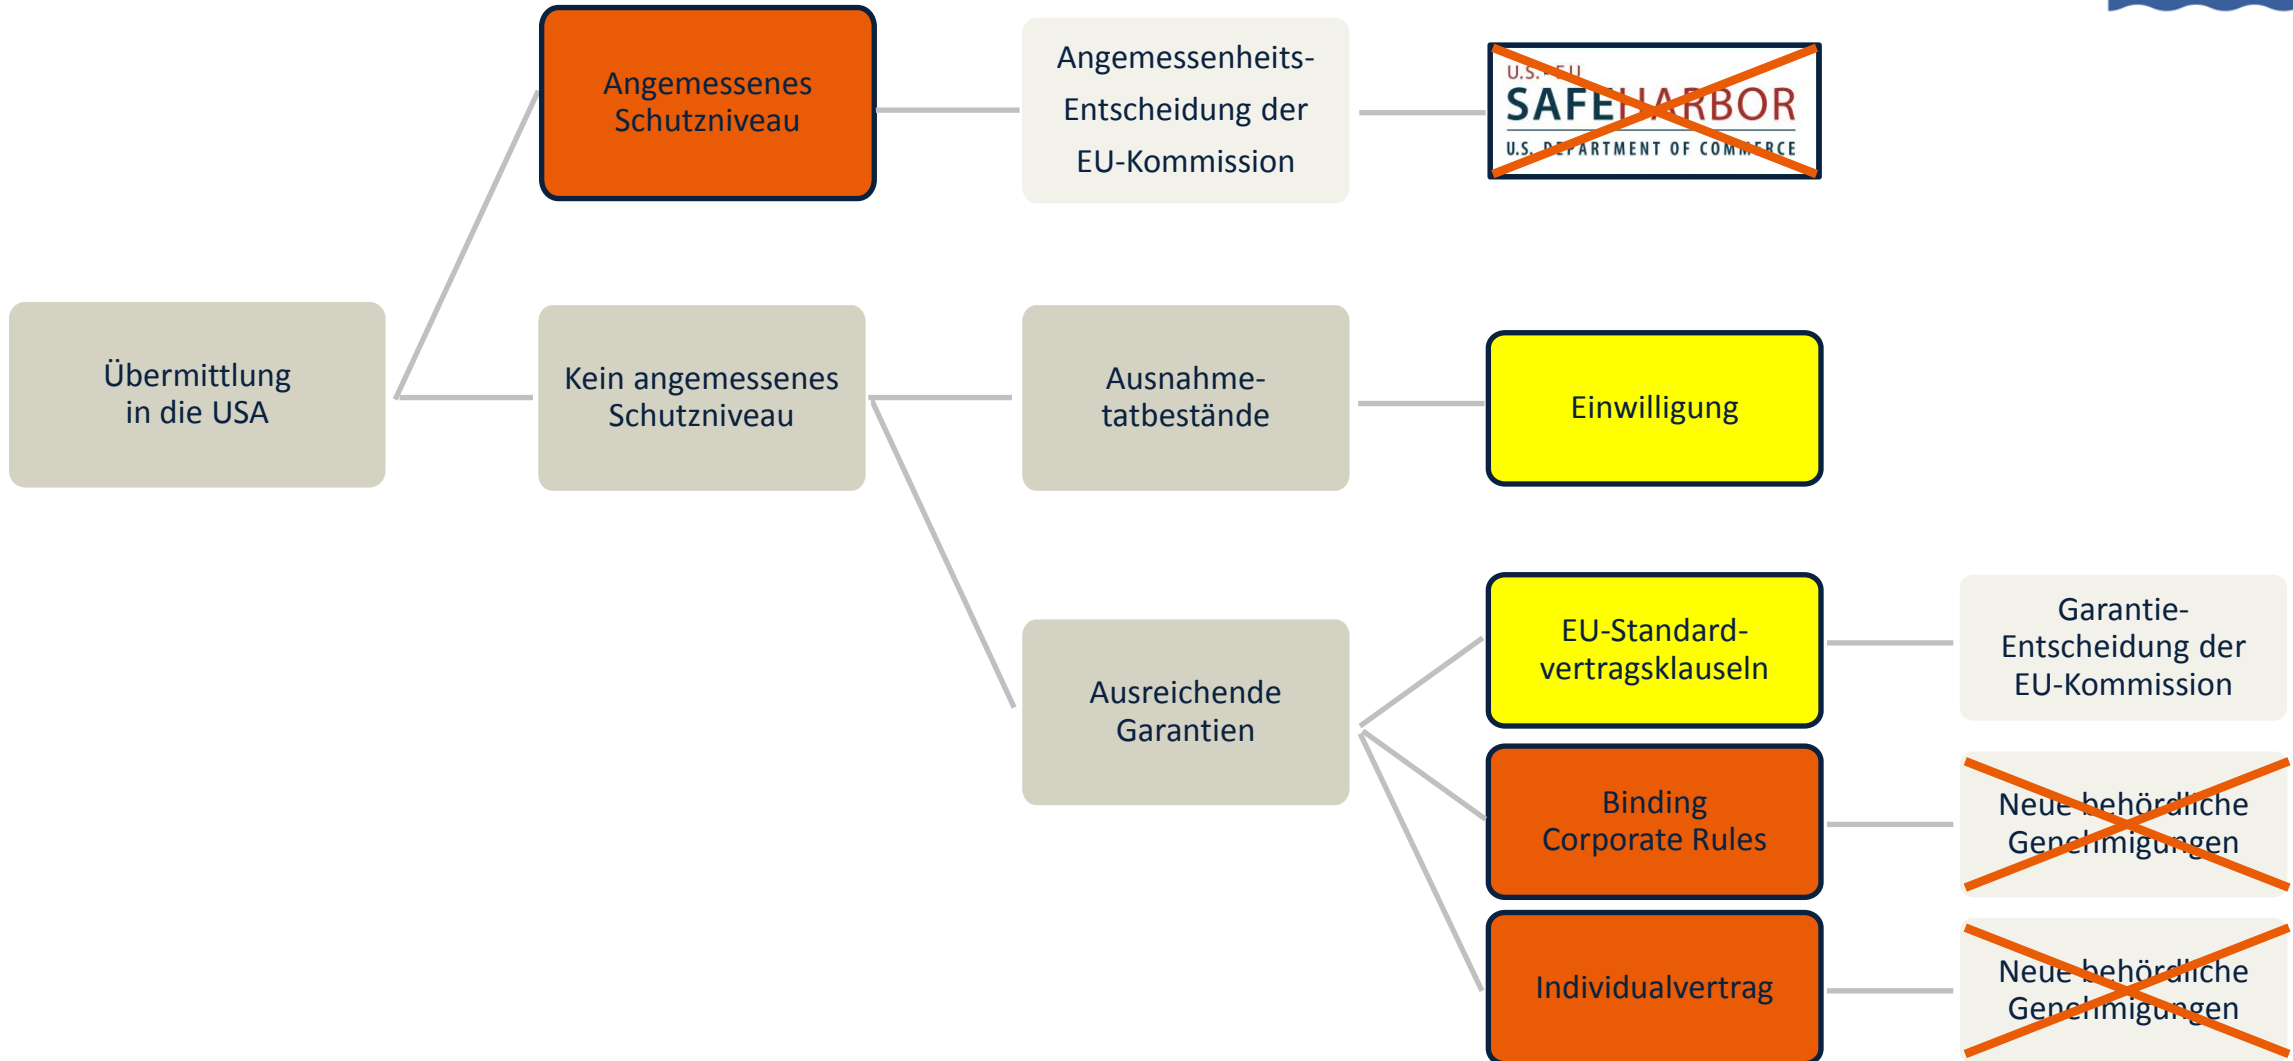 Angemessenes
Schutzniveau
Angemessenheits-
Entscheidung der
EU-Kommission
U.S.-EU
SAFEHARBOR
U.S. DEPARTMENT OF COMMERCE
Übermittlung
in die USA
Kein angemessenes
Schutzniveau
Ausnahme-
tatbestände
Einwilligung
Ausreichende
Garantien
EU-Standard-
vertragsklauseln
Garantie-
Entscheidung der
EU-Kommission
Binding
Corporate Rules
Neue behördliche
Genehmigungen
Individualvertrag
Neue behördliche
Genehmigungen